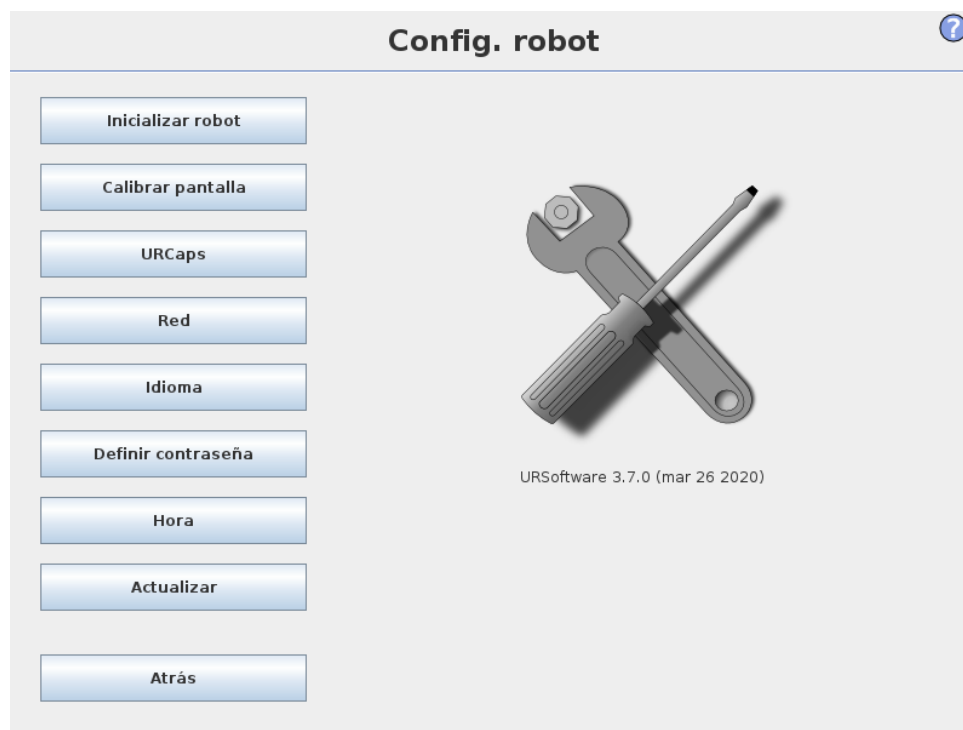 Config. robot
?
Inicializar robot
Calibrar pantalla
URCaps
Red
Idioma
Definir contraseña
Hora
Actualizar
Atrás
URSoftware 3.7.0 (mar 26 2020)